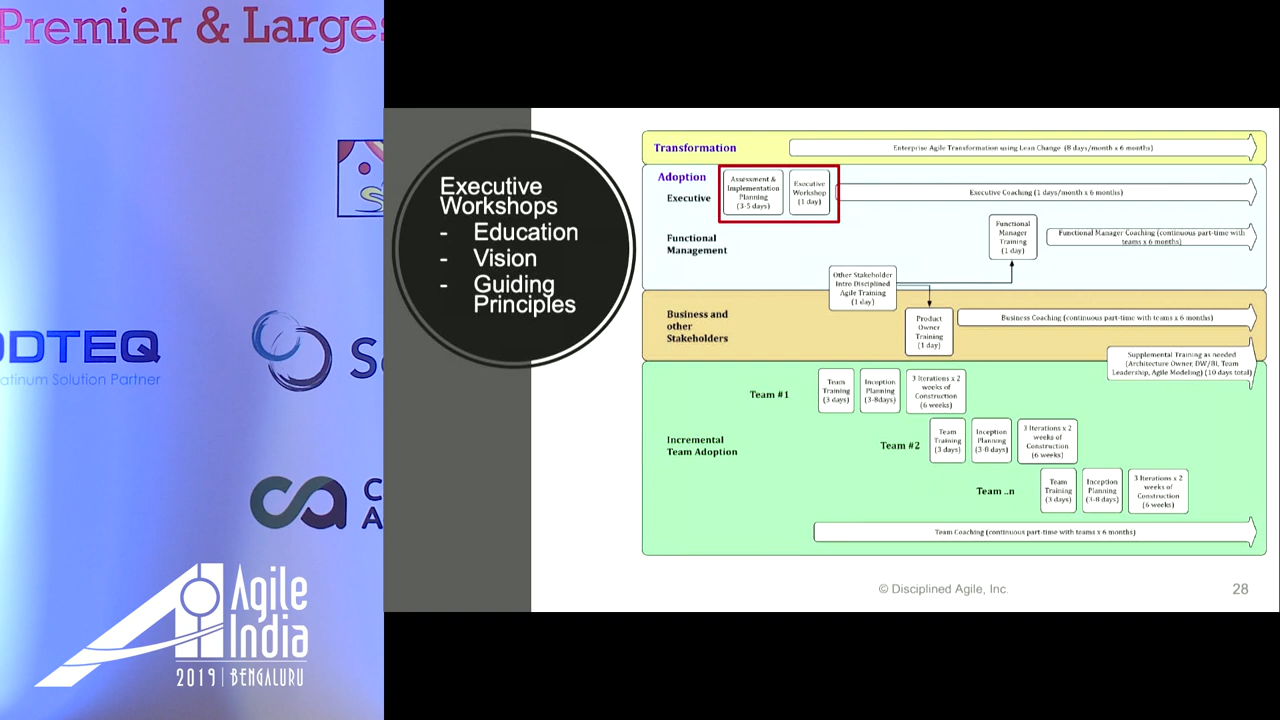 Premier & Larges
DTEQ
latinum Solution Partner
S
C
A
Agile
India
2019 | BENGALURU
Executive
Workshops
- Education
- Vision
- Guiding
Principles
Transformation
Enterprise Agile Transformation using Lean Change (8 days/month x 6 months)
Adoption
Executive
Assessment &
Implementation
Planning
(3-5 days)
Executive
Workshop
(1 day)
Executive Coaching (1 days/month x 6 months)
Functional
Management
Functional
Manager
Training
(1 day)
Functional Manager Coaching (continuous part-time with
teams x 6 months)
Other Stakeholder
Intro Disciplined
Agile Training
(1 day)
Business and
other
Stakeholders
Product
Owner
Training
(1 day)
Business Coaching (continuous part-time with teams x 6 months)
Supplemental Training as needed
(Architecture Owner, DW/BI, Team
Leadership, Agile Modeling) (10 days total)
Team #1
Team
Training
(3 days)
Inception
Planning
(3-8days)
3 Iterations x 2
weeks of
Construction
(6 weeks)
Incremental
Team Adoption
Team #2
Team
Training
(3 days)
Inception
Planning
(3-8 days)
3 Iterations x 2
weeks of
Construction
(6 weeks)
Team ..n
Team
Training
(3 days)
Inception
Planning
(3-8 days)
3 Iterations x 2
weeks of
Construction
(6 weeks)
Team Coaching (continuous part-time with teams x 6 months)
© Disciplined Agile, Inc.
28